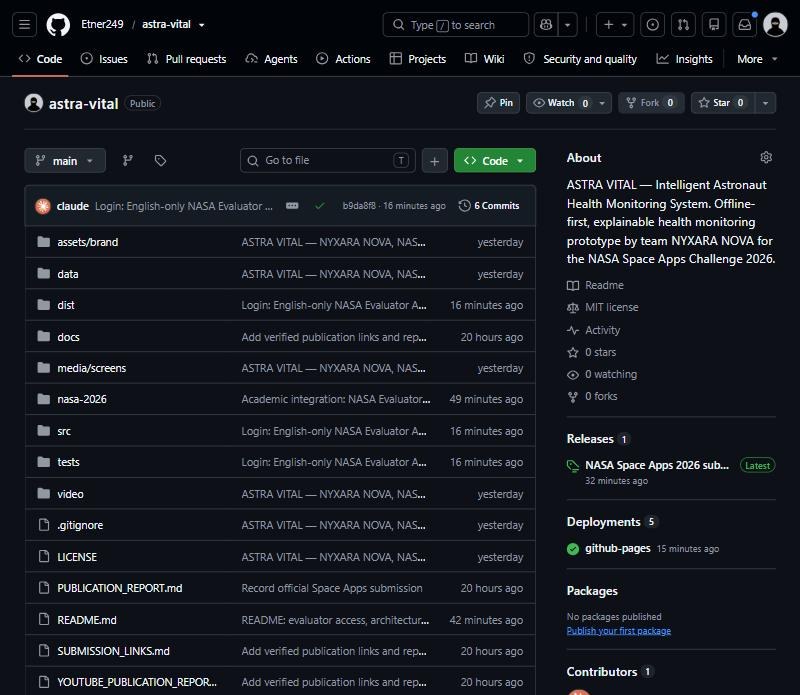 Etner249 / astra-vital
Type / to search
Code Issues Pull requests Agents Actions Projects Wiki Security and quality Insights More
astra-vital Public
Pin Watch 0 Fork 0 Star 0
main
Go to file T
+ Code
claude Login: English-only NASA Evaluator ... b9da8f8 · 16 minutes ago 6 Commits
assets/brand ASTRA VITAL — NYXARA NOVA, NAS... yesterday
data ASTRA VITAL — NYXARA NOVA, NAS... yesterday
dist Login: English-only NASA Evaluator A... 16 minutes ago
docs Add verified publication links and rep... 20 hours ago
media/screens ASTRA VITAL — NYXARA NOVA, NAS... yesterday
nasa-2026 Academic integration: NASA Evaluator... 49 minutes ago
src Login: English-only NASA Evaluator A... 16 minutes ago
tests Login: English-only NASA Evaluator A... 16 minutes ago
video ASTRA VITAL — NYXARA NOVA, NAS... yesterday
.gitignore ASTRA VITAL — NYXARA NOVA, NAS... yesterday
LICENSE ASTRA VITAL — NYXARA NOVA, NAS... yesterday
PUBLICATION_REPORT.md Record official Space Apps submission 20 hours ago
README.md README: evaluator access, architectur... 42 minutes ago
SUBMISSION_LINKS.md Add verified publication links and rep... 20 hours ago
YOUTUBE_PUBLICATION_REPOR... Add verified publication links and rep... 20 hours ago
About
ASTRA VITAL — Intelligent Astronaut
Health Monitoring System. Offline-
first, explainable health monitoring
prototype by team NYXARA NOVA for
the NASA Space Apps Challenge 2026.
Readme
MIT license
Activity
0 stars
0 watching
0 forks
Releases 1
NASA Space Apps 2026 sub... Latest
32 minutes ago
Deployments 5
github-pages 15 minutes ago
Packages
No packages published
Publish your first package
Contributors 1